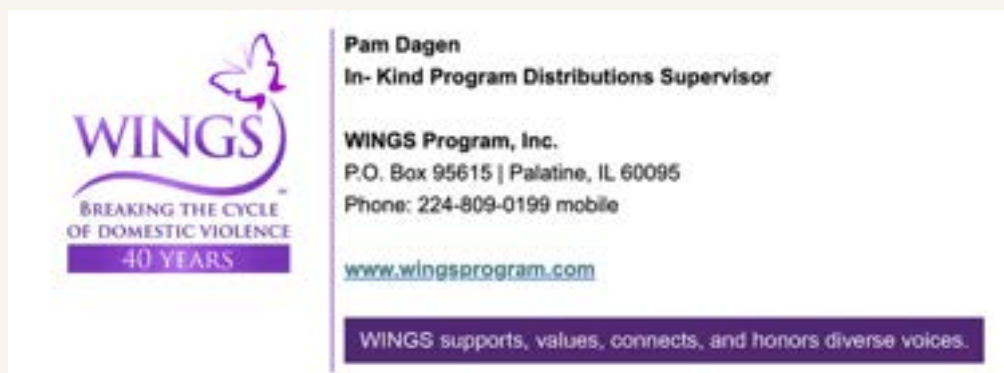 WINGS
™
BREAKING THE CYCLE
OF DOMESTIC VIOLENCE
40 YEARS
Pam Dagen
In- Kind Program Distributions Supervisor
WINGS Program, Inc.
P.O. Box 95615 | Palatine, IL 60095
Phone: 224-809-0199 mobile
www.wingsprogram.com
WINGS supports, values, connects, and honors diverse voices.